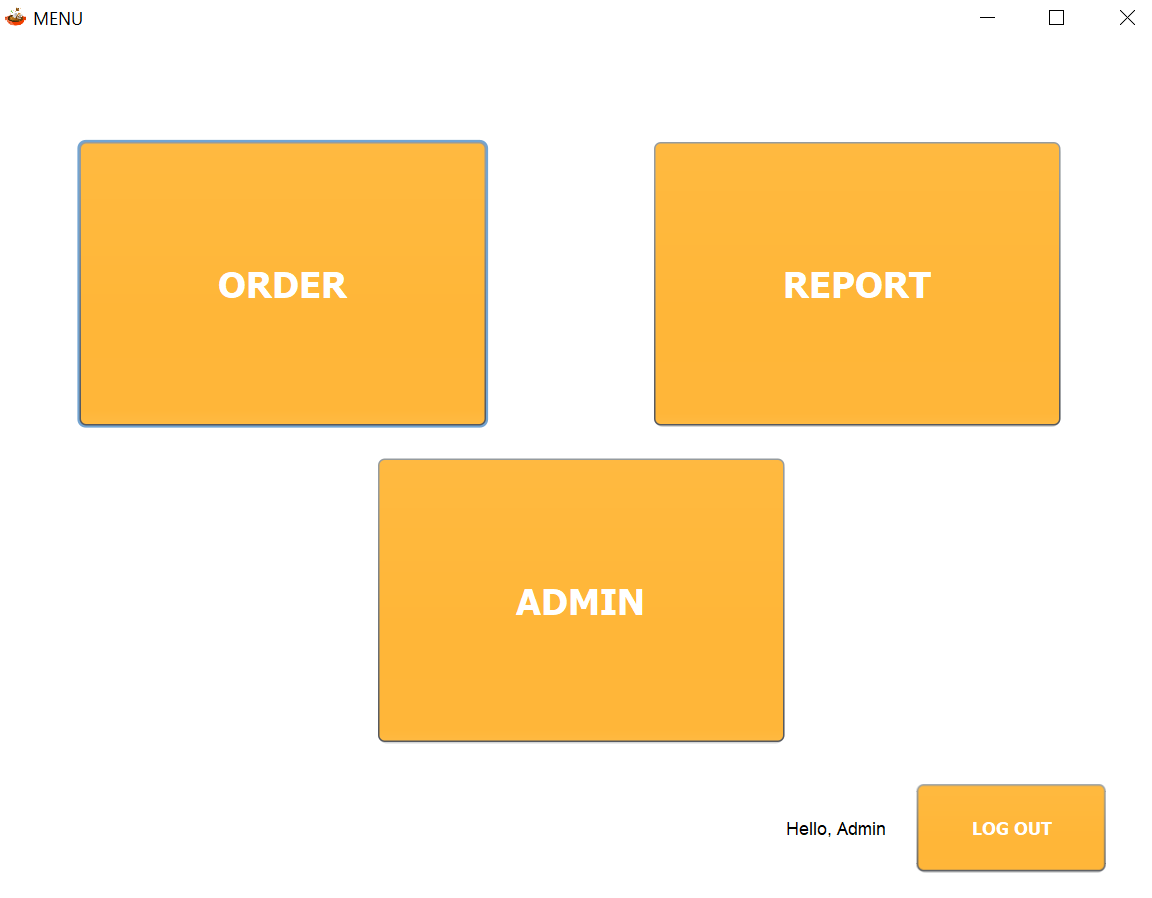 MENU
ORDER
REPORT
ADMIN
Hello, Admin
LOG OUT